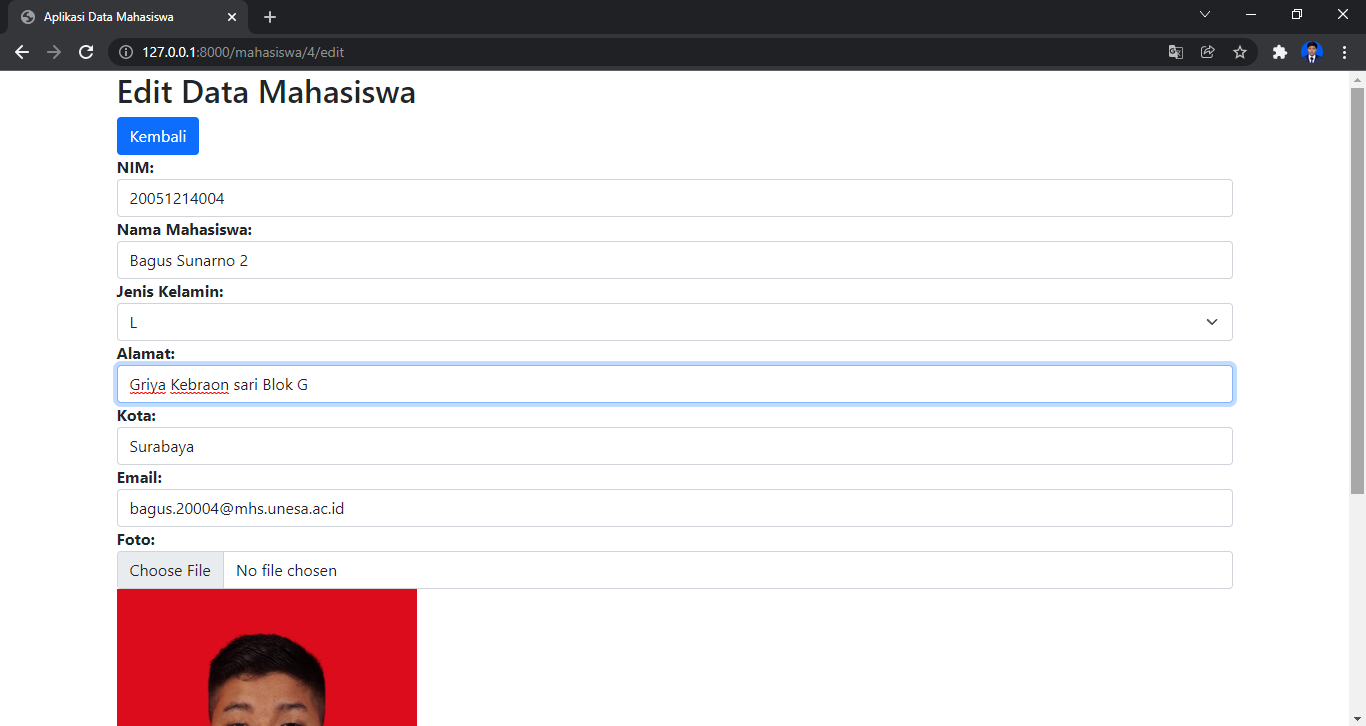 Aplikasi Data Mahasiswa
127.0.0.1:8000/mahasiswa/4/edit
Edit Data Mahasiswa
Kembali
NIM:
20051214004
Nama Mahasiswa:
Bagus Sunarno 2
Jenis Kelamin:
L
Alamat:
Griya Kebraon sari Blok G
Kota:
Surabaya
Email:
bagus.20004@mhs.unesa.ac.id
Foto:
Choose File No file chosen